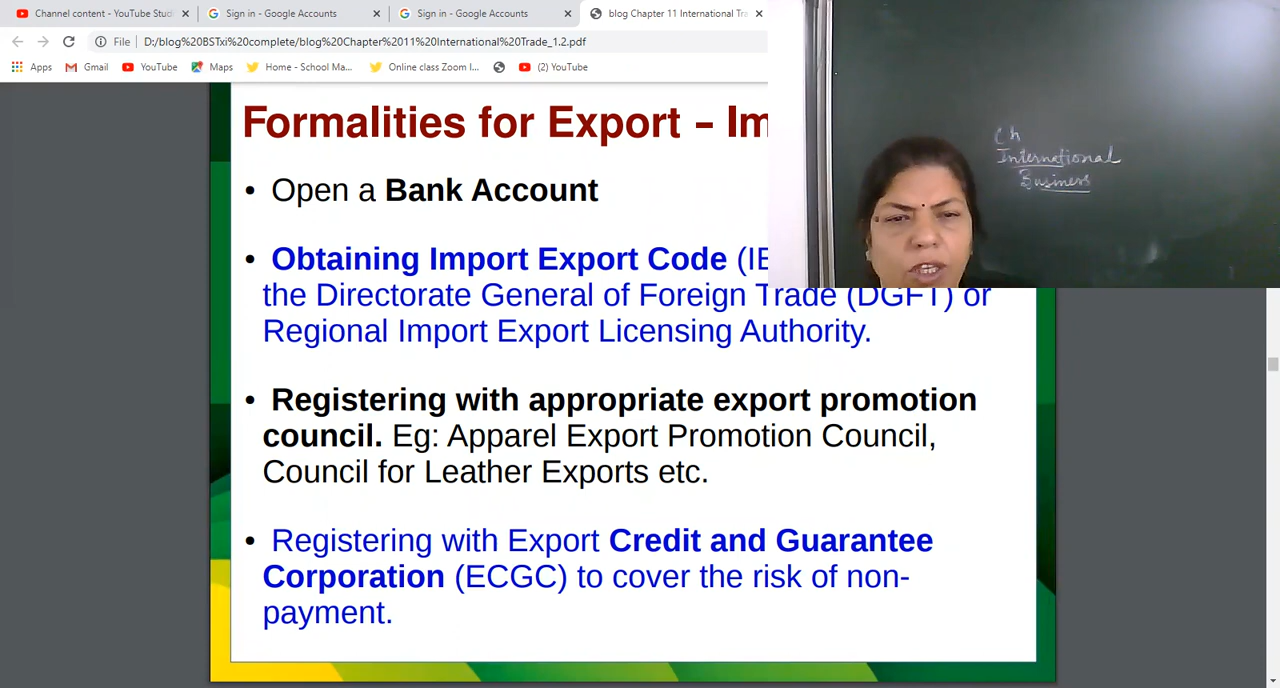 Channel content - YouTube Stud
Sign in - Google Accounts
Sign in - Google Accounts
blog Chapter 11 International Tra
File
D:/blog%20BSTxi%20complete/blog%20Chapter%2011%20International%20Trade_1.2.pdf
Apps
Gmail
YouTube
Maps
Home - School Ma...
Online class Zoom l...
(2) YouTube
Formalities for Export – Im
• Open a Bank Account
• Obtaining Import Export Code (IE
the Directorate General of Foreign Trade (DGFT) or
Regional Import Export Licensing Authority.
• Registering with appropriate export promotion
council. Eg: Apparel Export Promotion Council,
Council for Leather Exports etc.
• Registering with Export Credit and Guarantee
Corporation (ECGC) to cover the risk of non-
payment.
Ch
International
Business